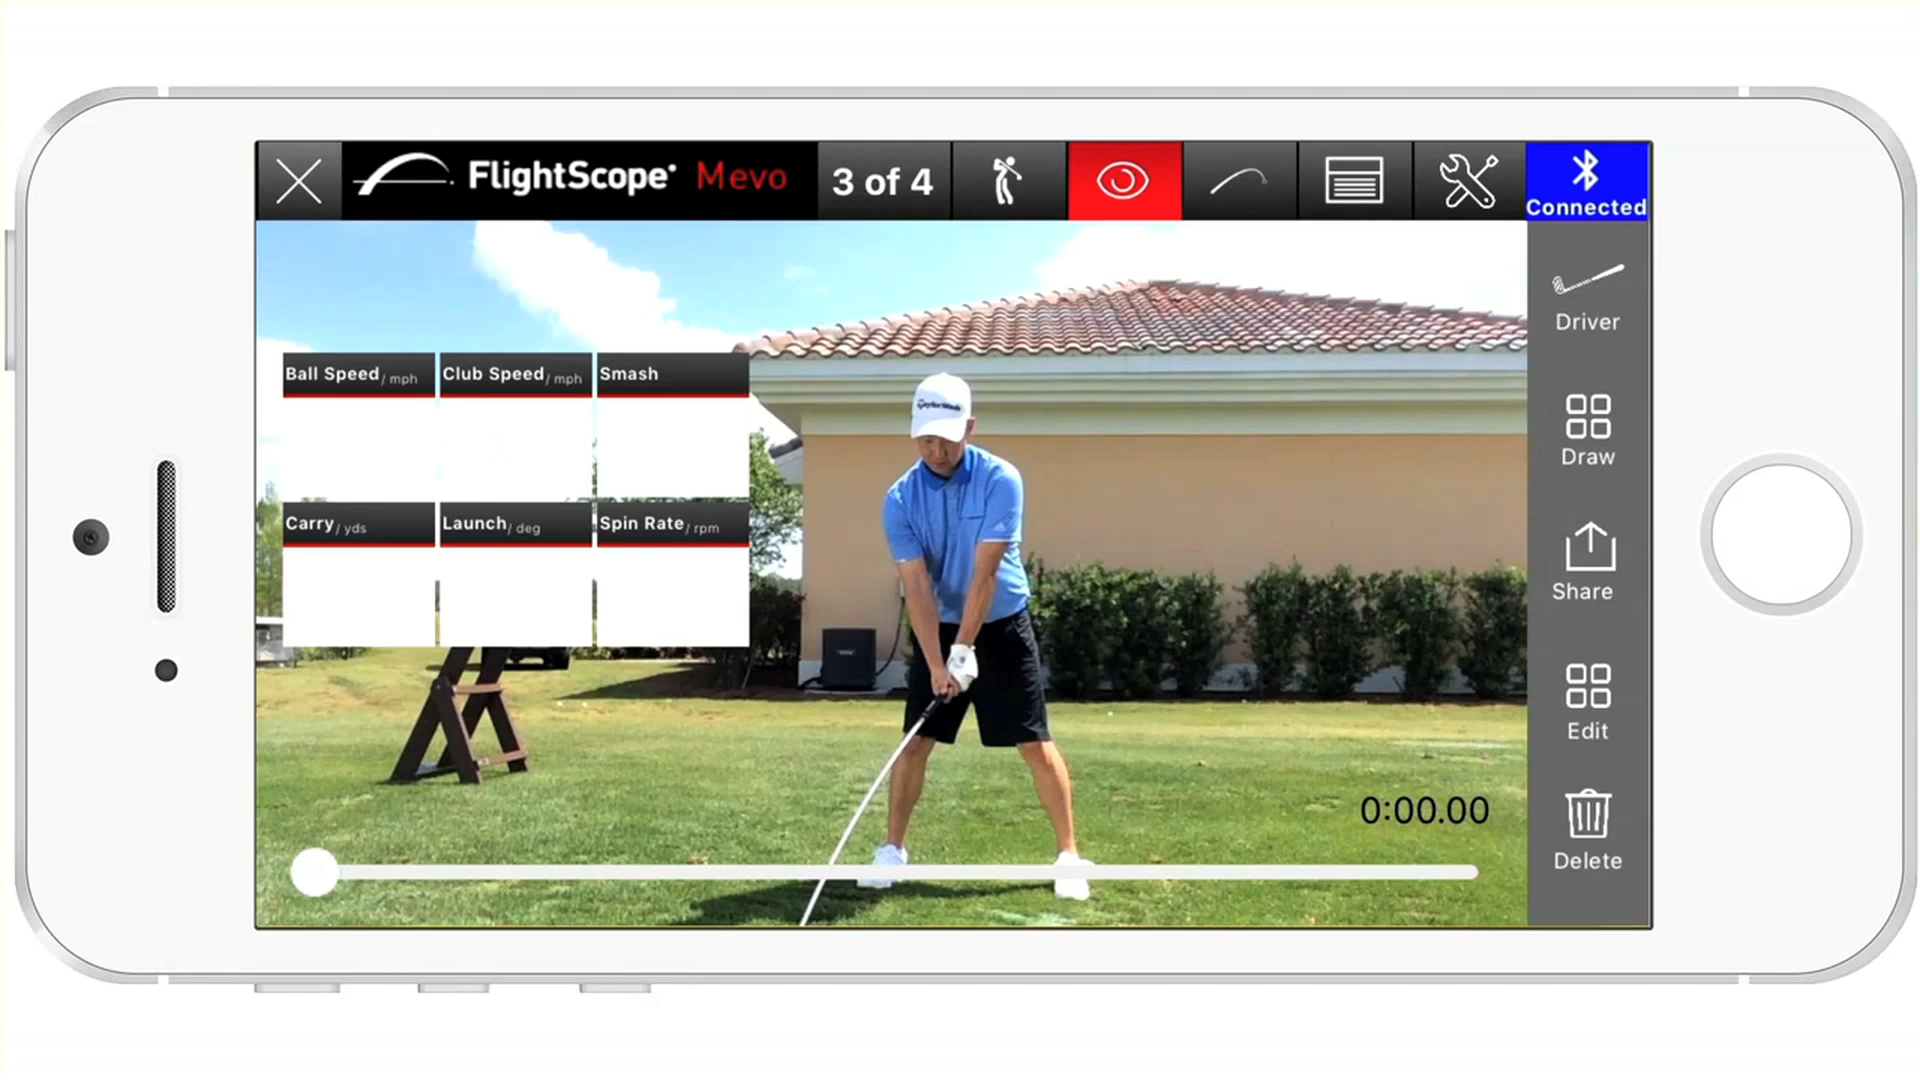 FlightScope® Mevo
3 of 4
Connected
Driver
Draw
Share
Edit
Delete
Ball Speed / mph
Club Speed / mph
Smash
Carry / yds
Launch / deg
Spin Rate / rpm
TaylorMade
0:00.00